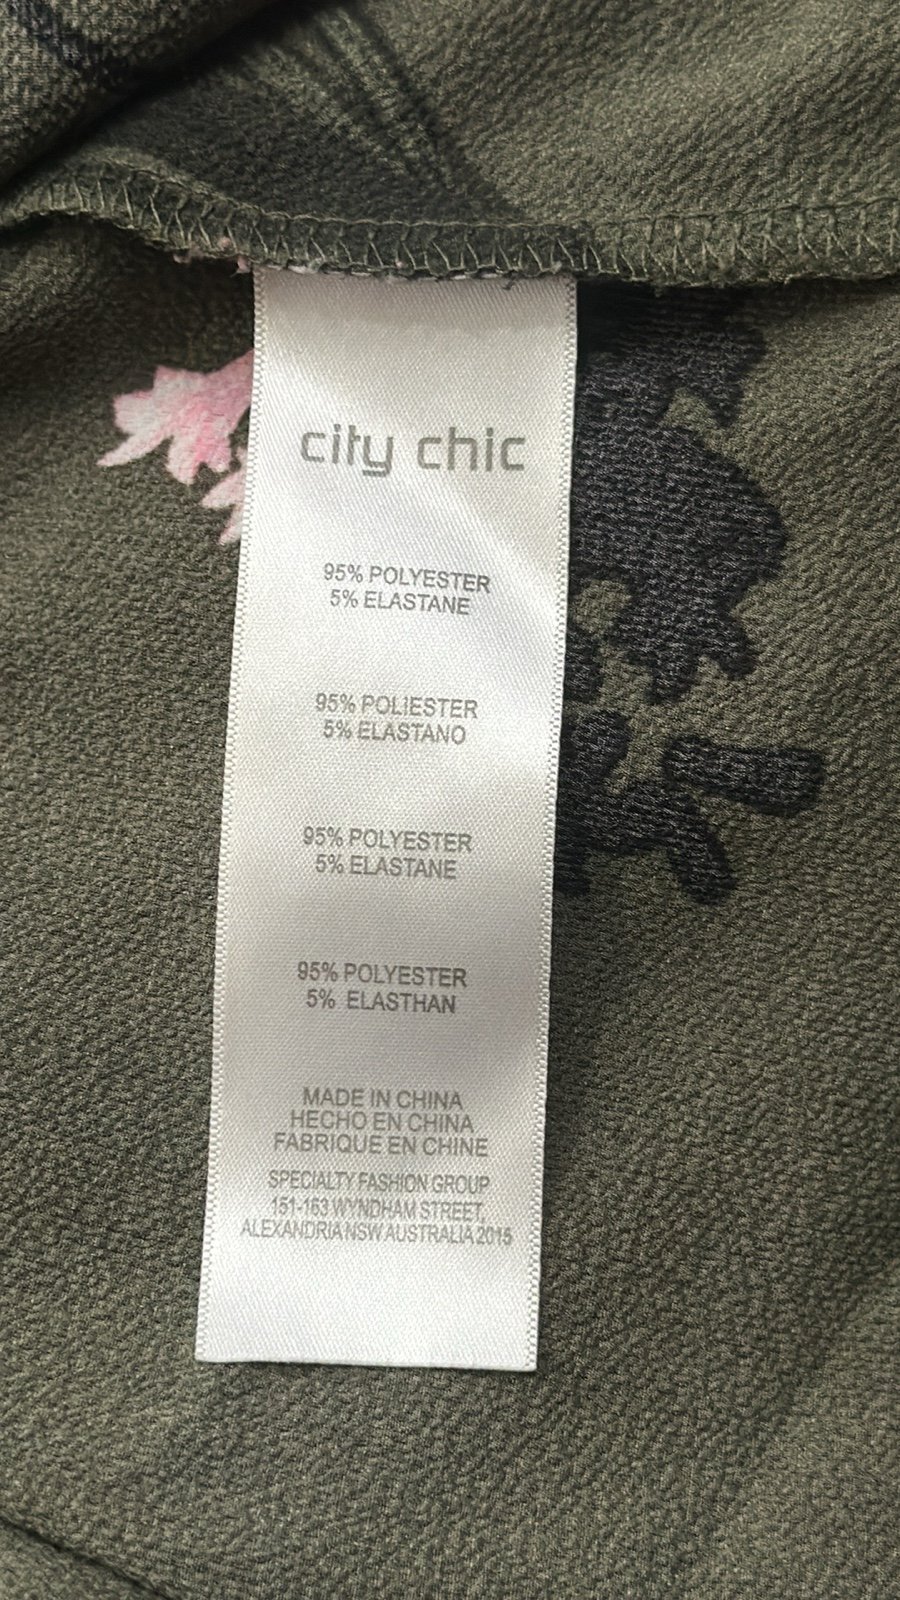 city chic
95% POLYESTER
5% ELASTANE
95% POLIESTER
5% ELASTANO
95% POLYESTER
5% ELASTANE
95% POLYESTER
5% ELASTHAN
MADE IN CHINA
HECHO EN CHINA
FABRIQUE EN CHINE
SPECIALTY FASHION GROUP
151-163 WYNDHAM STREET,
ALEXANDRIA NSW AUSTRALIA 2015